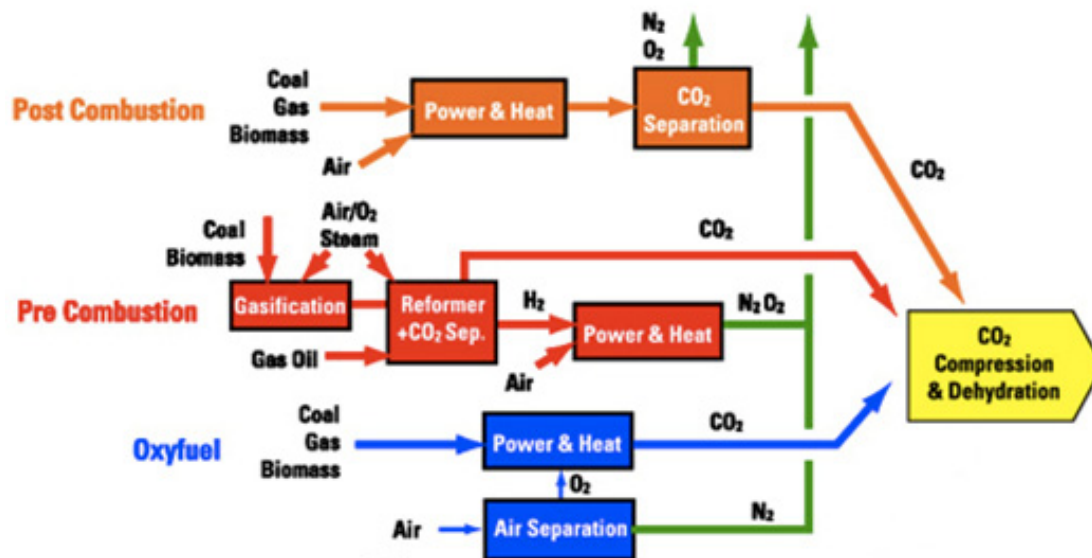 N₂
O₂
Coal
Gas
Biomass
Post Combustion
Power & Heat
CO₂
Separation
Air
CO₂
Coal
Biomass
Air/O₂
Steam
CO₂
Pre Combustion
Gasification
Reformer
+CO₂ Sep.
H₂
Power & Heat
N₂ O₂
Gas Oil
Air
CO₂
Compression
& Dehydration
Oxyfuel
Coal
Gas
Biomass
Power & Heat
CO₂
O₂
Air
Air Separation
N₂